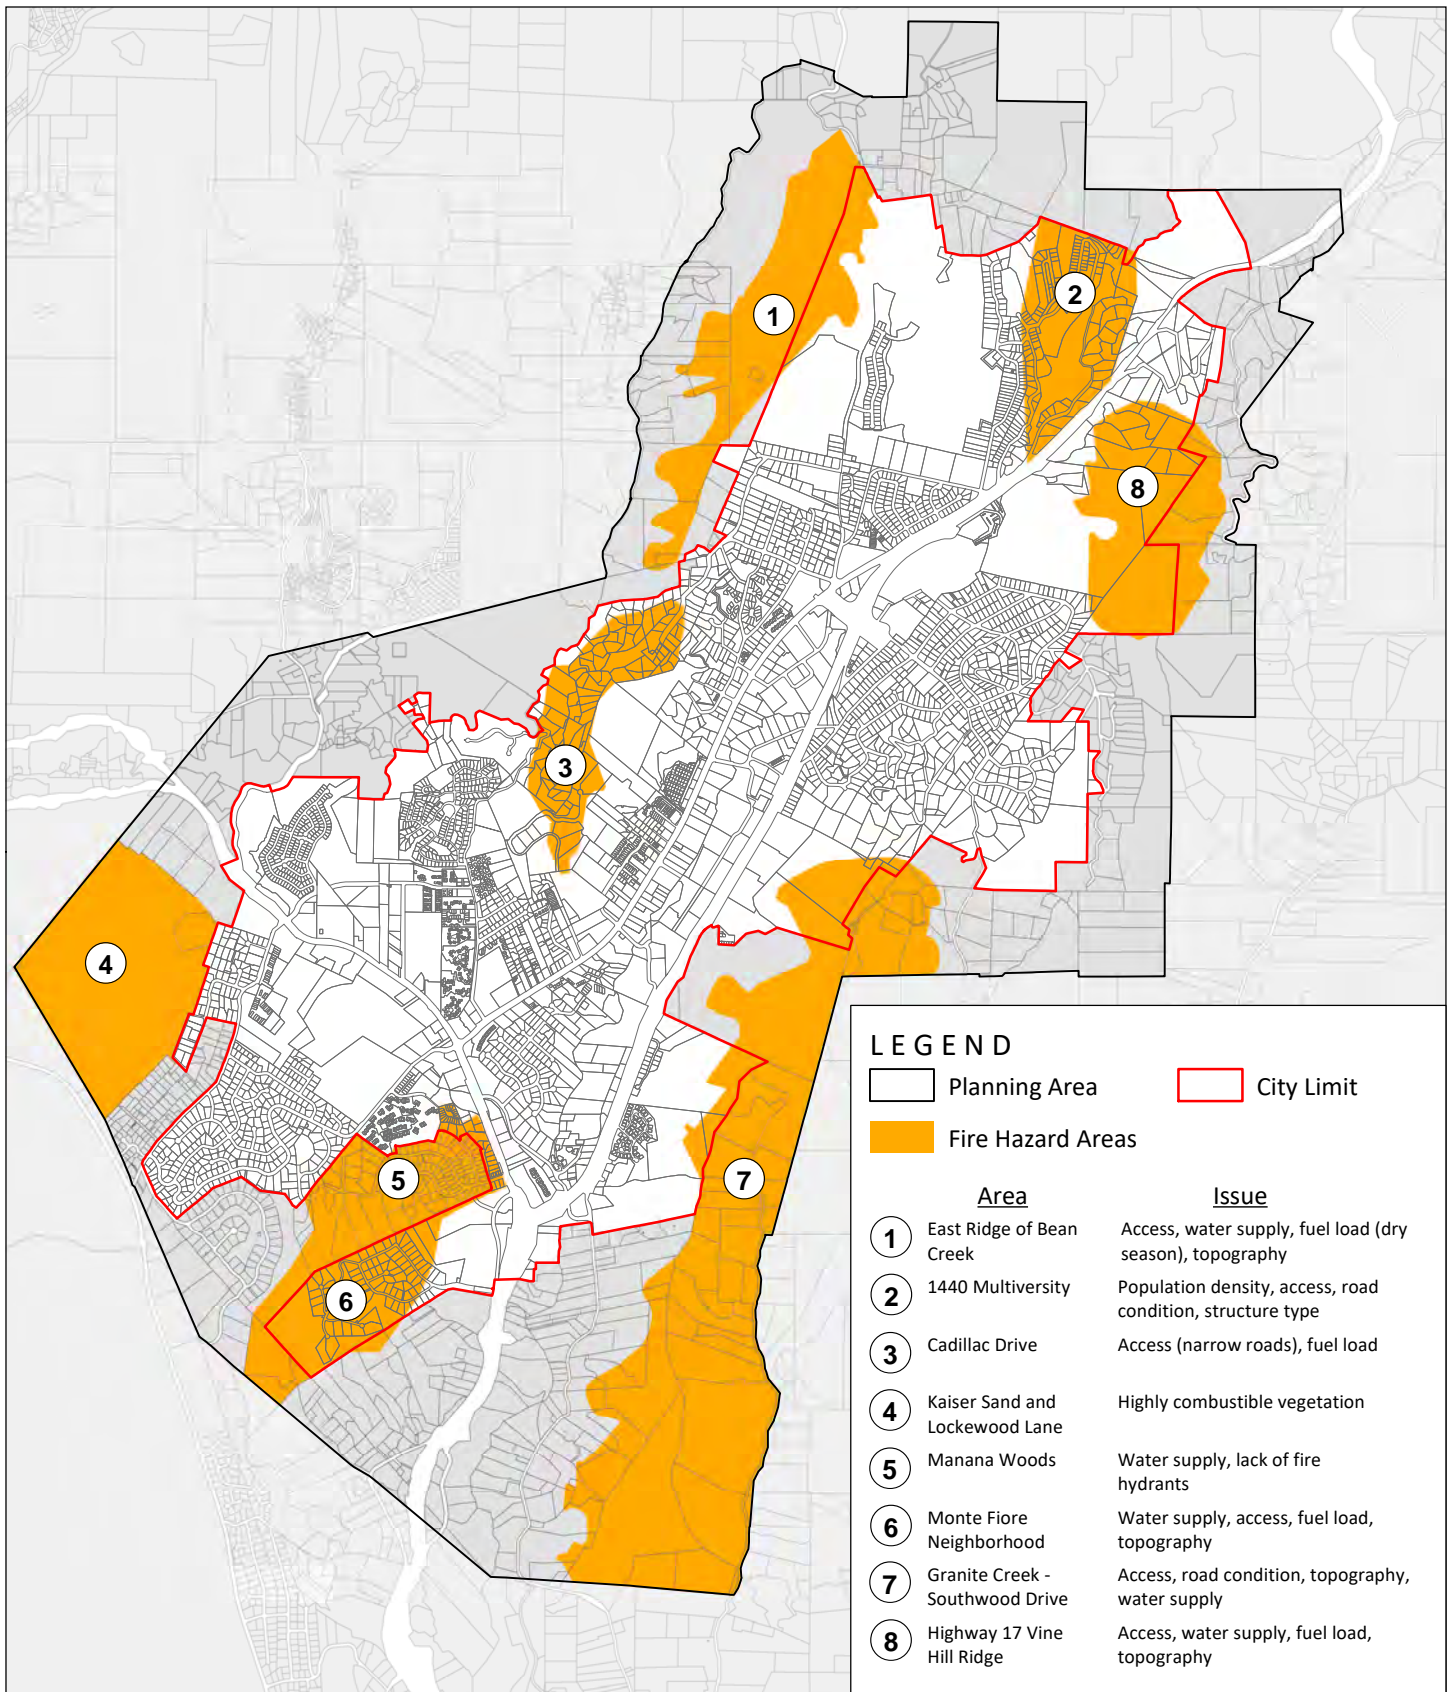 1
2
8
3
4
5
7
6
LEGEND
Planning Area
City Limit
Fire Hazard Areas
Area
Issue
1
East Ridge of Bean
Creek
Access, water supply, fuel load (dry
season), topography
2
1440 Multiversity
Population density, access, road
condition, structure type
3
Cadillac Drive
Access (narrow roads), fuel load
4
Kaiser Sand and
Lockewood Lane
Highly combustible vegetation
5
Manana Woods
Water supply, lack of fire
hydrants
6
Monte Fiore
Neighborhood
Water supply, access, fuel load,
topography
7
Granite Creek -
Southwood Drive
Access, road condition, topography,
water supply
8
Highway 17 Vine
Hill Ridge
Access, water supply, fuel load,
topography